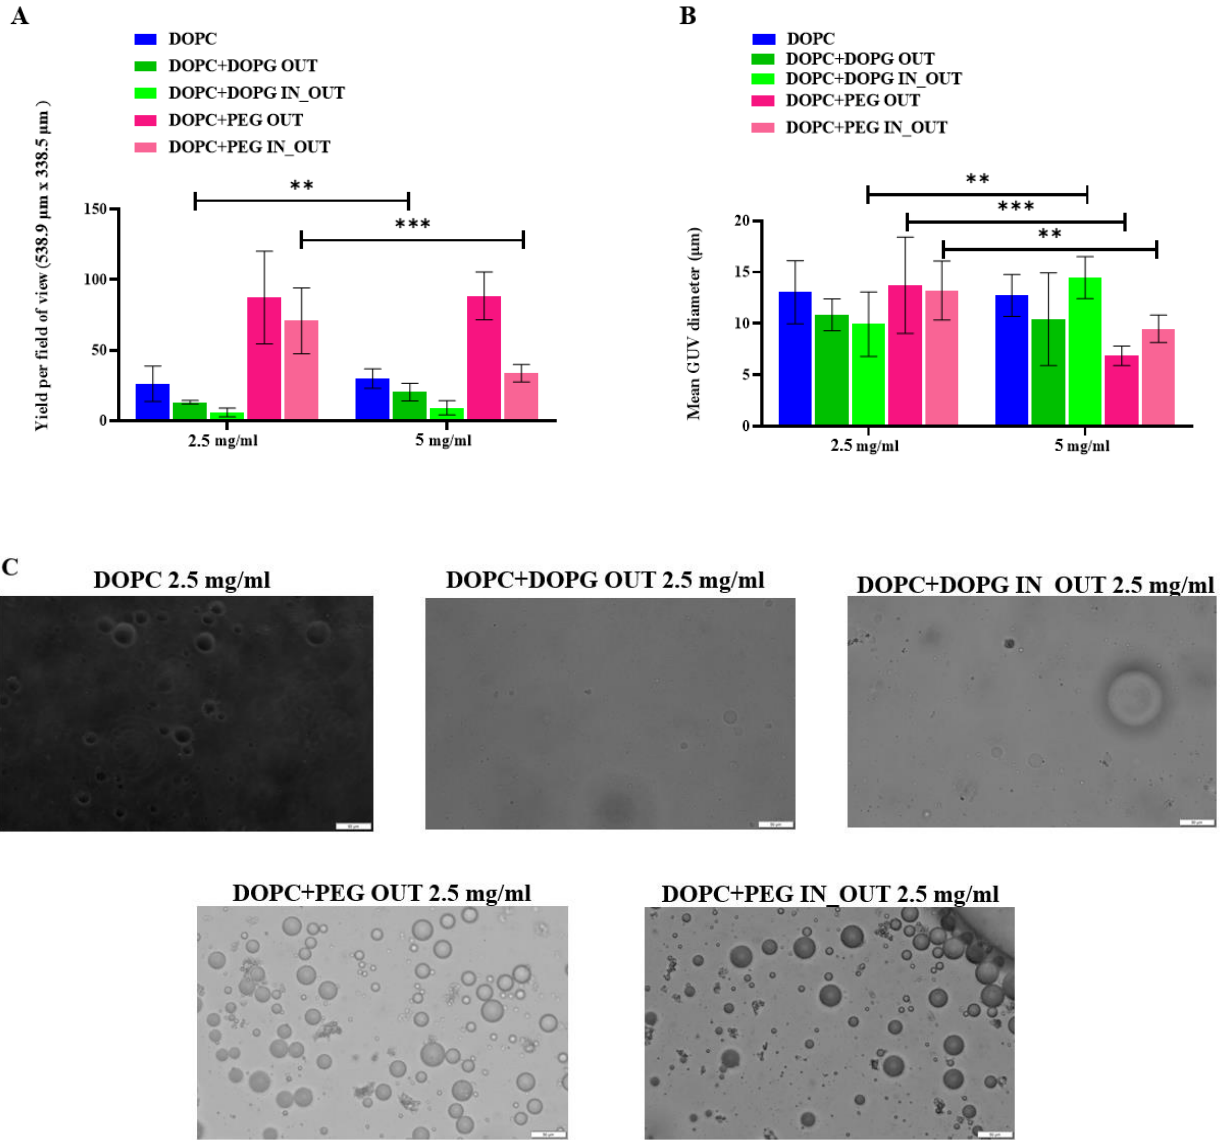 A
DOPC
DOPC+DOPG OUT
DOPC+DOPG IN_OUT
DOPC+PEG OUT
DOPC+PEG IN_OUT
Yield per field of view (538.9 µm x 338.5 µm )
**
***
150
100
50
0
2.5 mg/ml
5 mg/ml
B
DOPC
DOPC+DOPG OUT
DOPC+DOPG IN_OUT
DOPC+PEG OUT
DOPC+PEG IN_OUT
Mean GUV diameter (µm)
**
***
**
20
15
10
5
0
2.5 mg/ml
5 mg/ml
C
DOPC 2.5 mg/ml
DOPC+DOPG OUT 2.5 mg/ml
DOPC+DOPG IN_OUT 2.5 mg/ml
DOPC+PEG OUT 2.5 mg/ml
DOPC+PEG IN_OUT 2.5 mg/ml